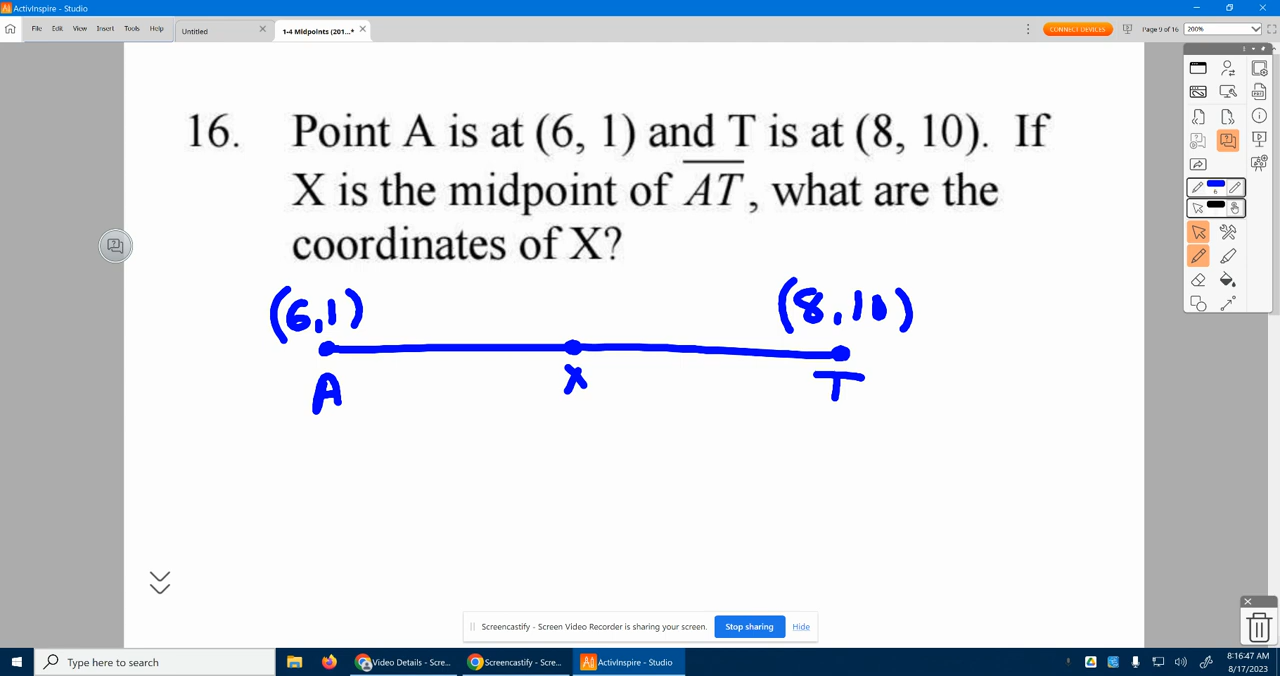 ActivInspire - Studio
File Edit View Insert Tools Help
Untitled
1-4 Midpoints (201...*
CONNECT DEVICES
Page 9 of 16
200%
16. Point A is at (6, 1) and T is at (8, 10). If
X is the midpoint of AT, what are the
coordinates of X?
(6,1)
(8,10)
A
X
T
6
Screencastify - Screen Video Recorder is sharing your screen.
Stop sharing
Hide
Type here to search
Video Details - Scre...
Screencastify - Scre...
ActivInspire - Studio
8:16:47 AM
8/17/2023